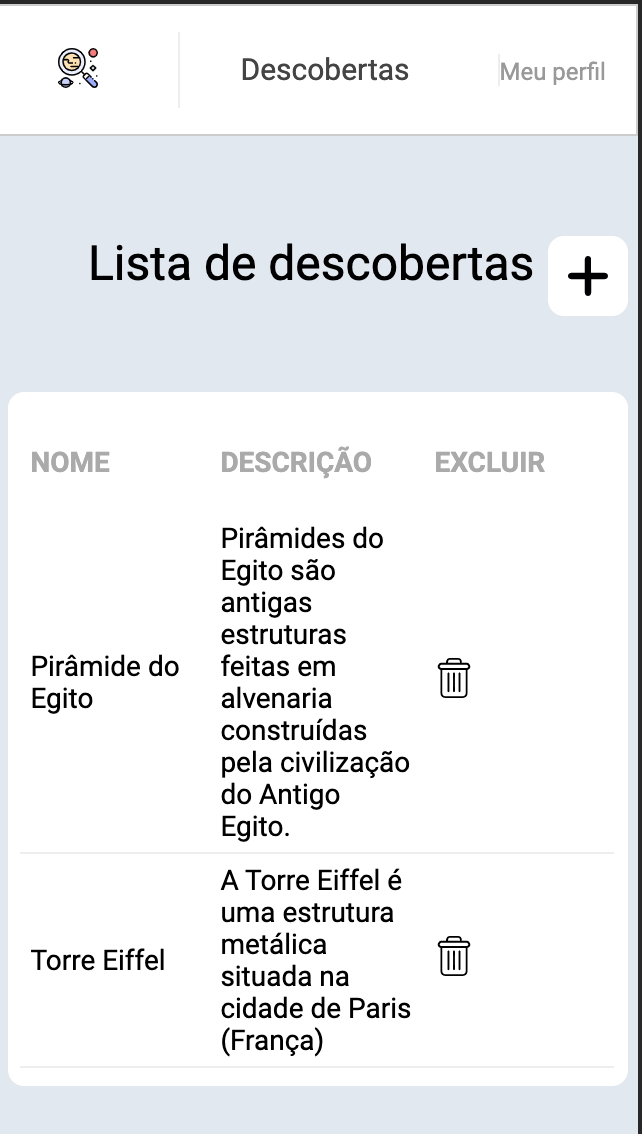 Descobertas
Meu perfil
Lista de descobertas
NOME
DESCRIÇÃO
EXCLUIR
Pirâmide do
Egito
Pirâmides do
Egito são
antigas
estruturas
feitas em
alvenaria
construídas
pela civilização
do Antigo
Egito.
Torre Eiffel
A Torre Eiffel é
uma estrutura
metálica
situada na
cidade de Paris
(França)